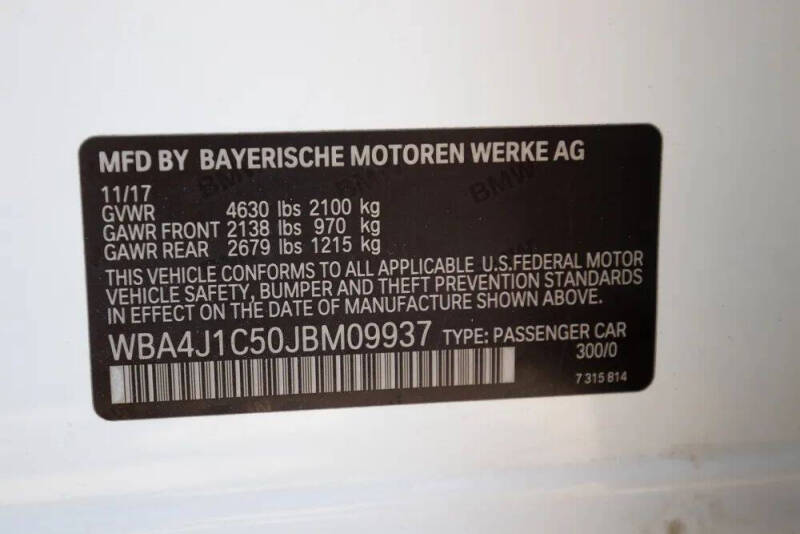 MFD BY BAYERISCHE MOTOREN WERKE AG
11/17
GVWR 4630 lbs 2100 kg
GAWR FRONT 2138 lbs 970 kg
GAWR REAR 2679 lbs 1215 kg
THIS VEHICLE CONFORMS TO ALL APPLICABLE U.S.FEDERAL MOTOR
VEHICLE SAFETY, BUMPER AND THEFT PREVENTION STANDARDS
IN EFFECT ON THE DATE OF MANUFACTURE SHOWN ABOVE.
WBA4J1C50JBM09937 TYPE: PASSENGER CAR
300/0
7 315 814
BMW
BMW
BMW